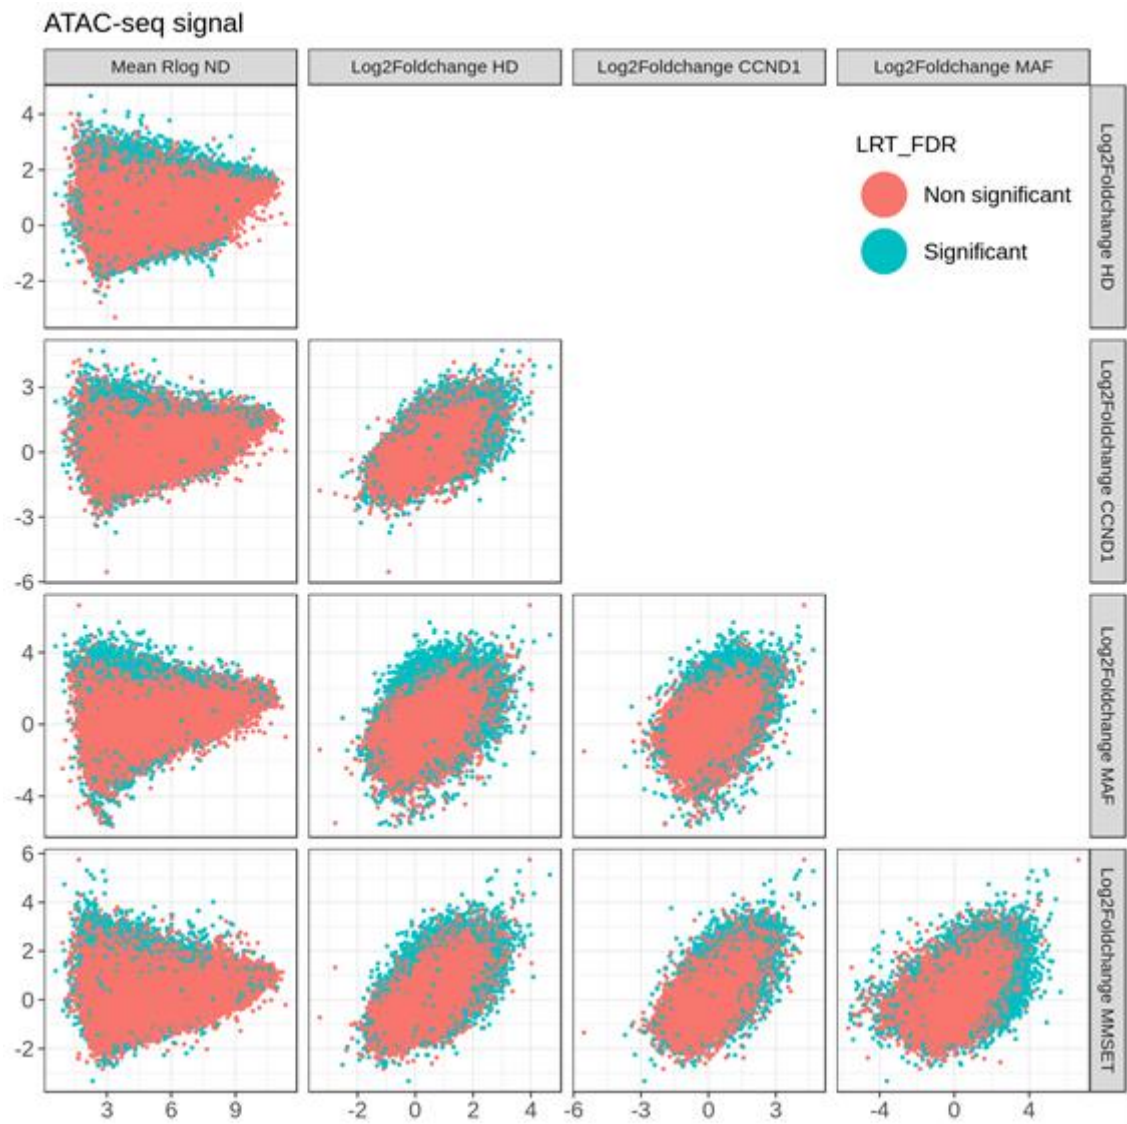 ATAC-seq signal
Mean Rlog ND
Log2Foldchange HD
Log2Foldchange CCND1
Log2Foldchange MAF
4
2
0
-2
LRT_FDR
Non significant
Significant
Log2Foldchange HD
3
0
-3
-6
Log2Foldchange CCND1
4
0
-4
Log2Foldchange MAF
6
4
2
0
-2
Log2Foldchange MMSET
3 6 9
-2 0 2 4
-6 -3 0 3
-4 0 4